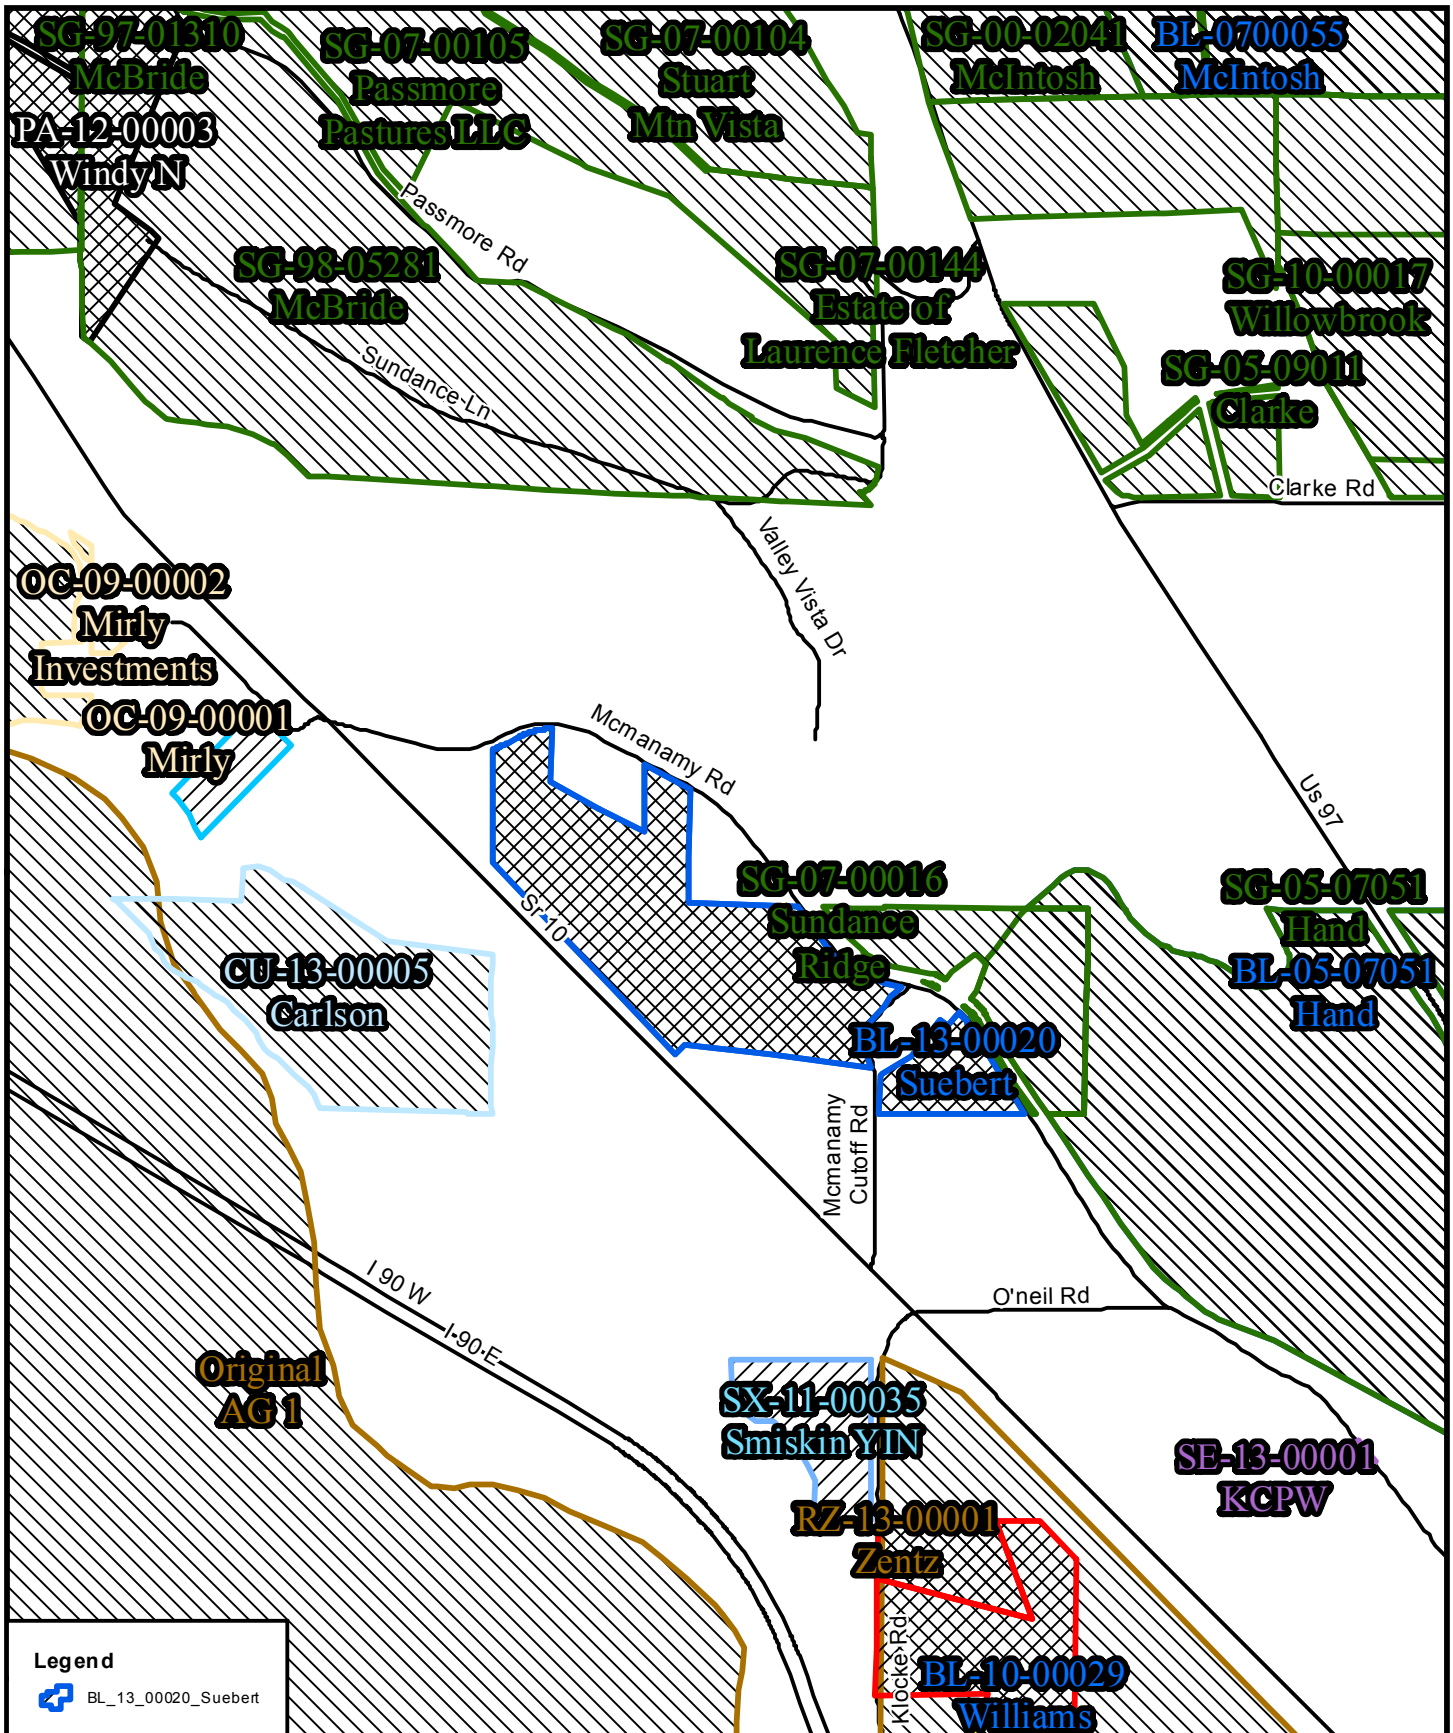 SG-97-01310
McBride
SG-07-00105
Passmore
Pastures LLC
SG-07-00104
Stuart
Mtn Vista
SG-00-02041
McIntosh
BL-0700055
McIntosh
PA-12-00003
Windy N
Passmore Rd
SG-98-05281
McBride
SG-07-00144
Estate of
Laurence Fletcher
SG-10-00017
Willowbrook
SG-05-09011
Clarke
Sundance Ln
Clarke Rd
Valley Vista Dr
OC-09-00002
Mirly
Investments
OC-09-00001
Mirly
Mcmanamy Rd
Us 97
Sr 10
SG-07-00016
Sundance
Ridge
SG-05-07051
Hand
BL-05-07051
Hand
CU-13-00005
Carlson
BL-13-00020
Suebert
Mcmanamy
Cutoff Rd
I 90 W
I-90 E
O'neil Rd
Original
AG 1
SX-11-00035
Smiskin YIN
SE-13-00001
KCPW
RZ-13-00001
Zentz
Klocke Rd
BL-10-00029
Williams
Legend
BL_13_00020_Suebert